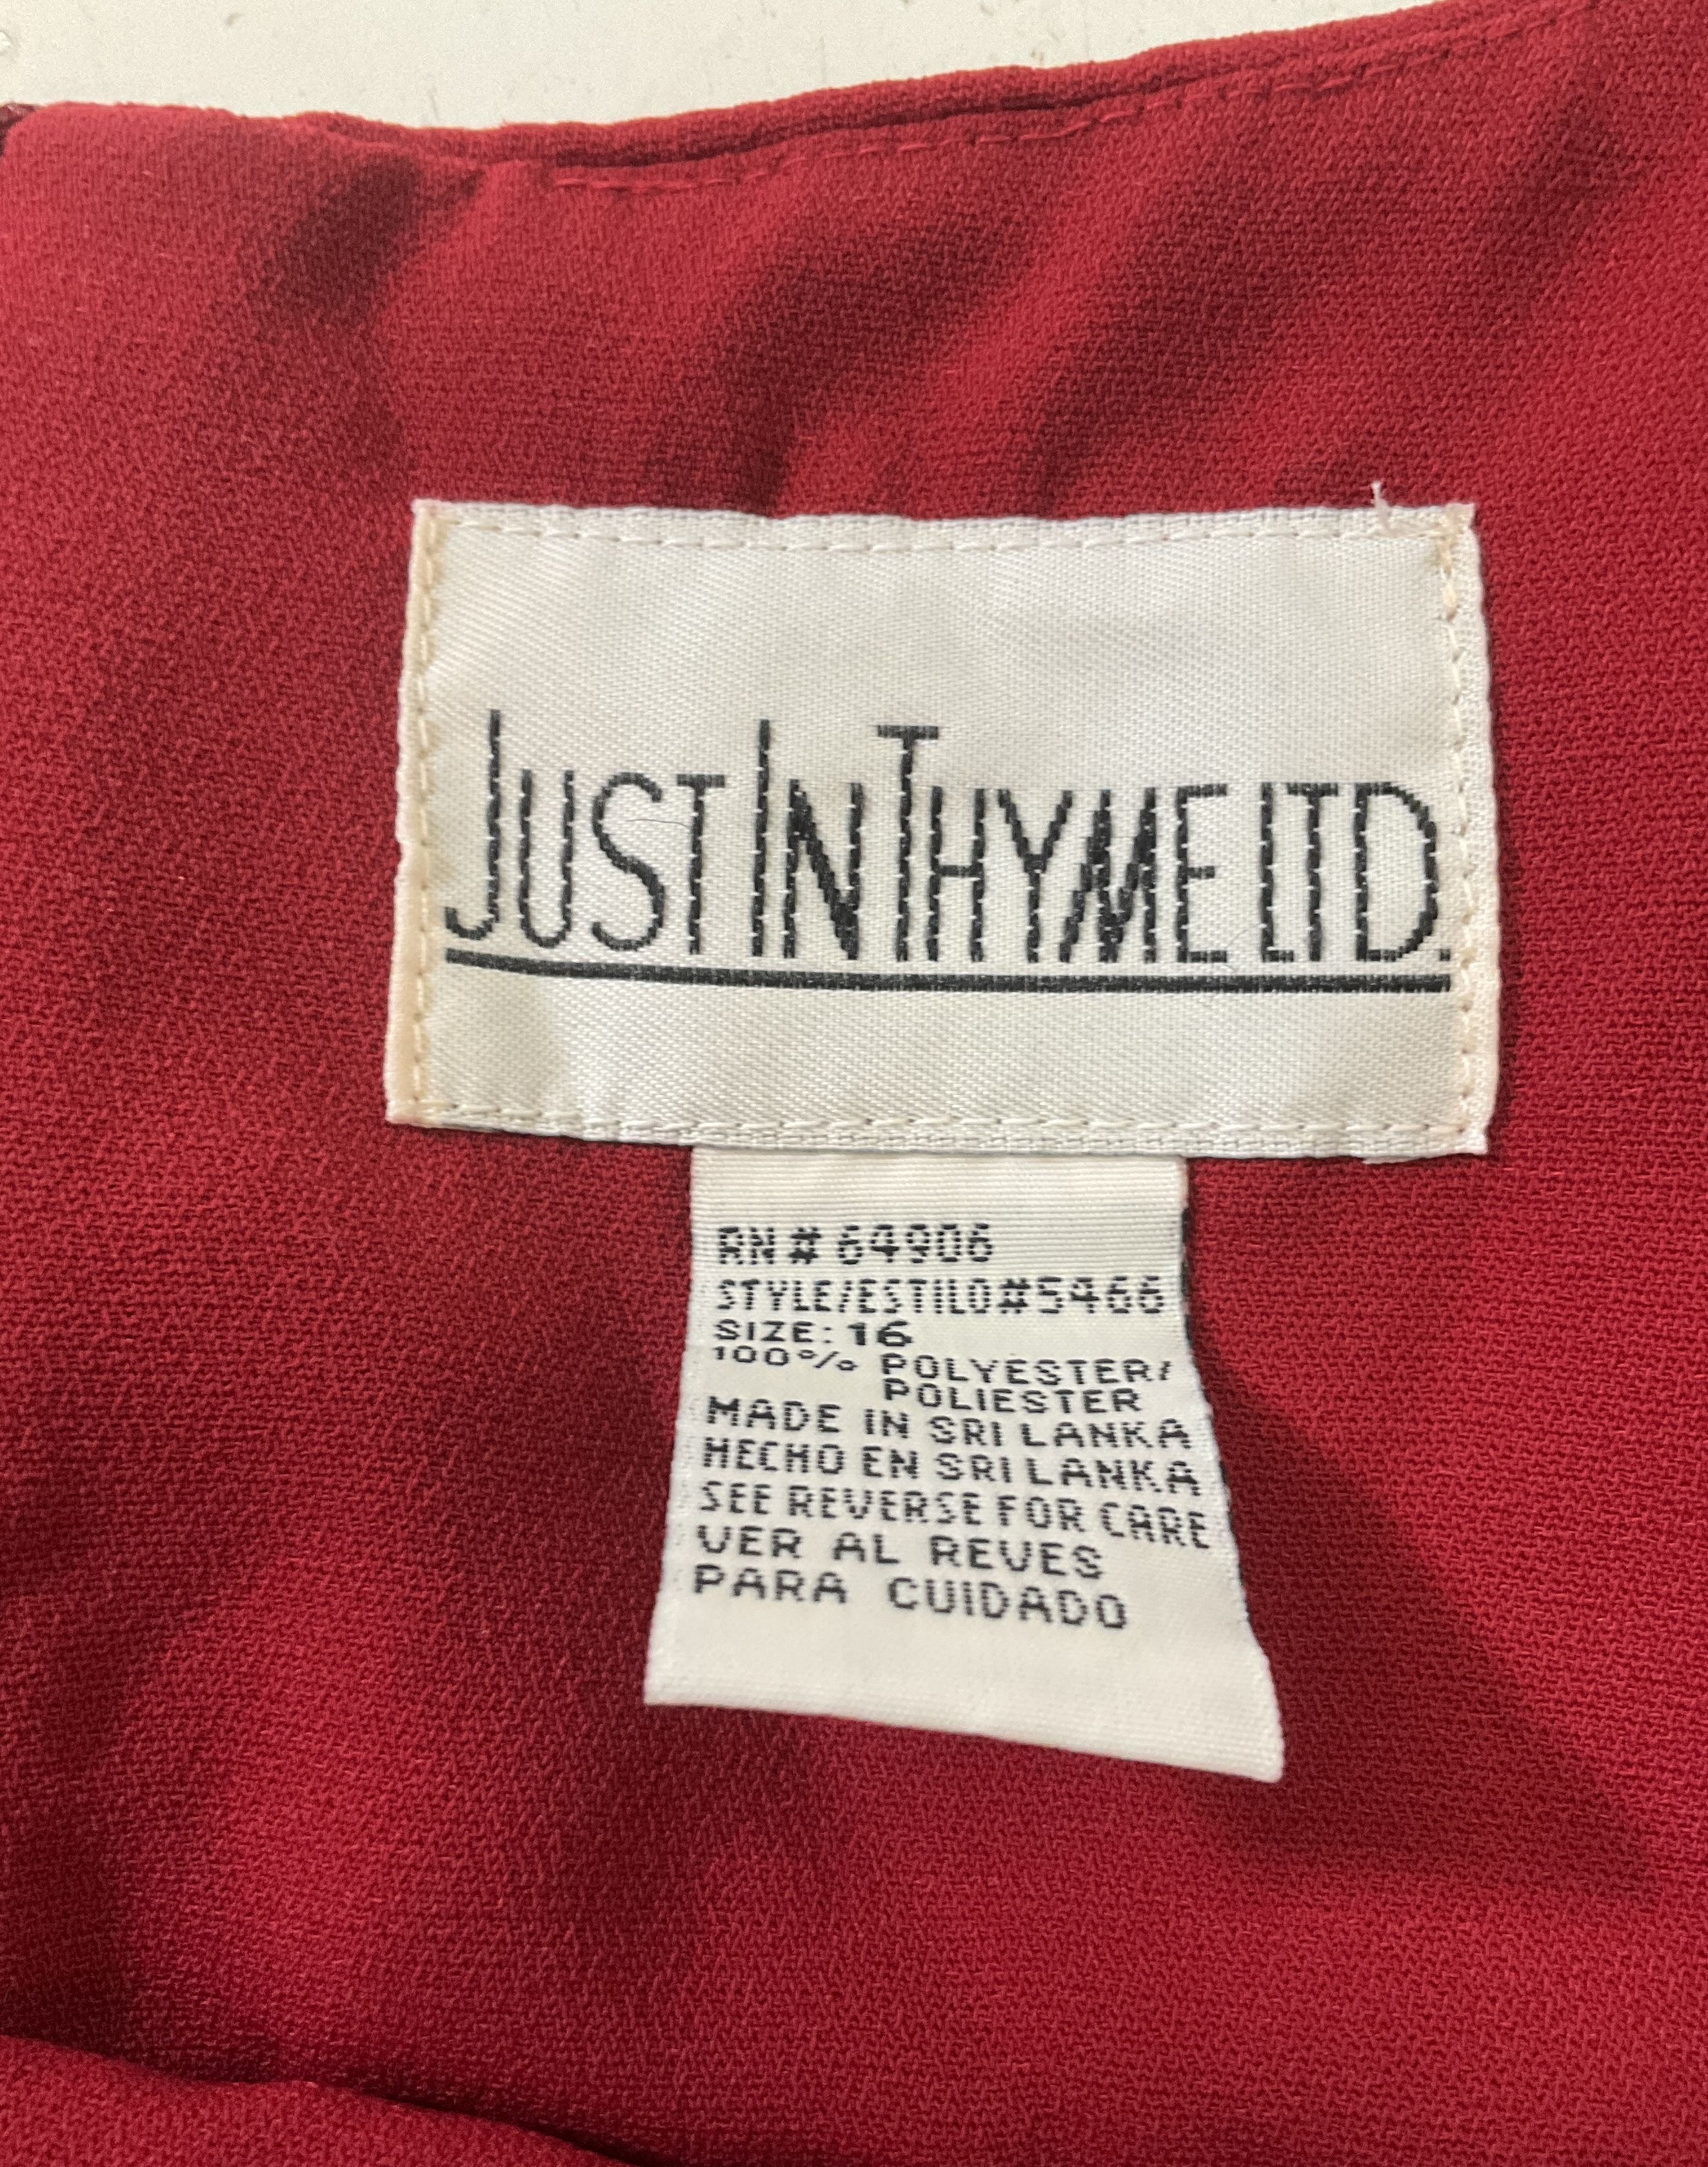 JUST IN THYME LTD.
RN # 64906
STYLE/ESTILO#5466
SIZE: 16
100% POLYESTER/
POLIESTER
MADE IN SRI LANKA
HECHO EN SRI LANKA
SEE REVERSE FOR CARE
VER AL REVES
PARA CUIDADO